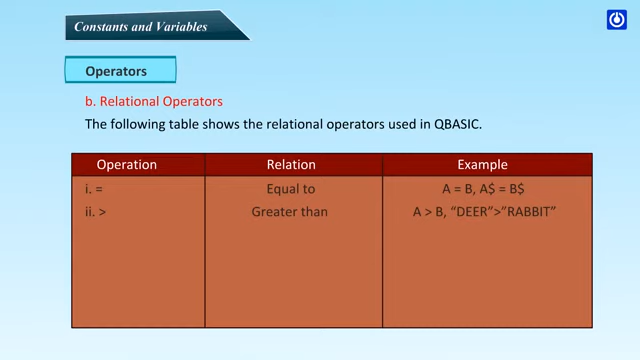 Constants and Variables
Operators
b. Relational Operators
The following table shows the relational operators used in QBASIC.
Operation Relation Example
i. = Equal to A = B, A$ = B$
ii. > Greater than A > B, “DEER”>”RABBIT”